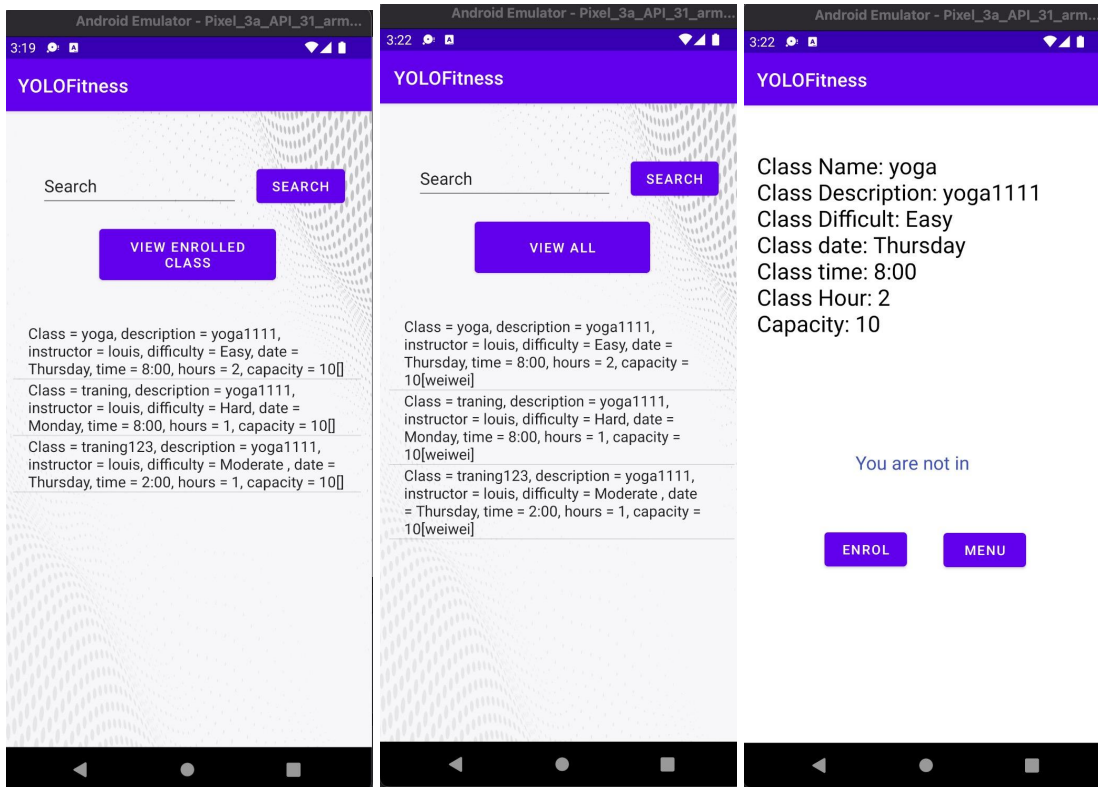 Android Emulator - Pixel_3a_API_31_arm...
3:19
YOLOFitness
Search
SEARCH
VIEW ENROLLED
CLASS
Class = yoga, description = yoga1111,
instructor = louis, difficulty = Easy, date =
Thursday, time = 8:00, hours = 2, capacity = 10[]
Class = traning, description = yoga1111,
instructor = louis, difficulty = Hard, date =
Monday, time = 8:00, hours = 1, capacity = 10[]
Class = traning123, description = yoga1111,
instructor = louis, difficulty = Moderate , date =
Thursday, time = 2:00, hours = 1, capacity = 10[]
Android Emulator - Pixel_3a_API_31_arm...
3:22
YOLOFitness
Search
SEARCH
VIEW ALL
Class = yoga, description = yoga1111,
instructor = louis, difficulty = Easy, date =
Thursday, time = 8:00, hours = 2, capacity =
10[weiwei]
Class = traning, description = yoga1111,
instructor = louis, difficulty = Hard, date =
Monday, time = 8:00, hours = 1, capacity =
10[weiwei]
Class = traning123, description = yoga1111,
instructor = louis, difficulty = Moderate , date
= Thursday, time = 2:00, hours = 1, capacity =
10[weiwei]
Android Emulator - Pixel_3a_API_31_arm...
3:22
YOLOFitness
Class Name: yoga
Class Description: yoga1111
Class Difficult: Easy
Class date: Thursday
Class time: 8:00
Class Hour: 2
Capacity: 10
You are not in
ENROL
MENU